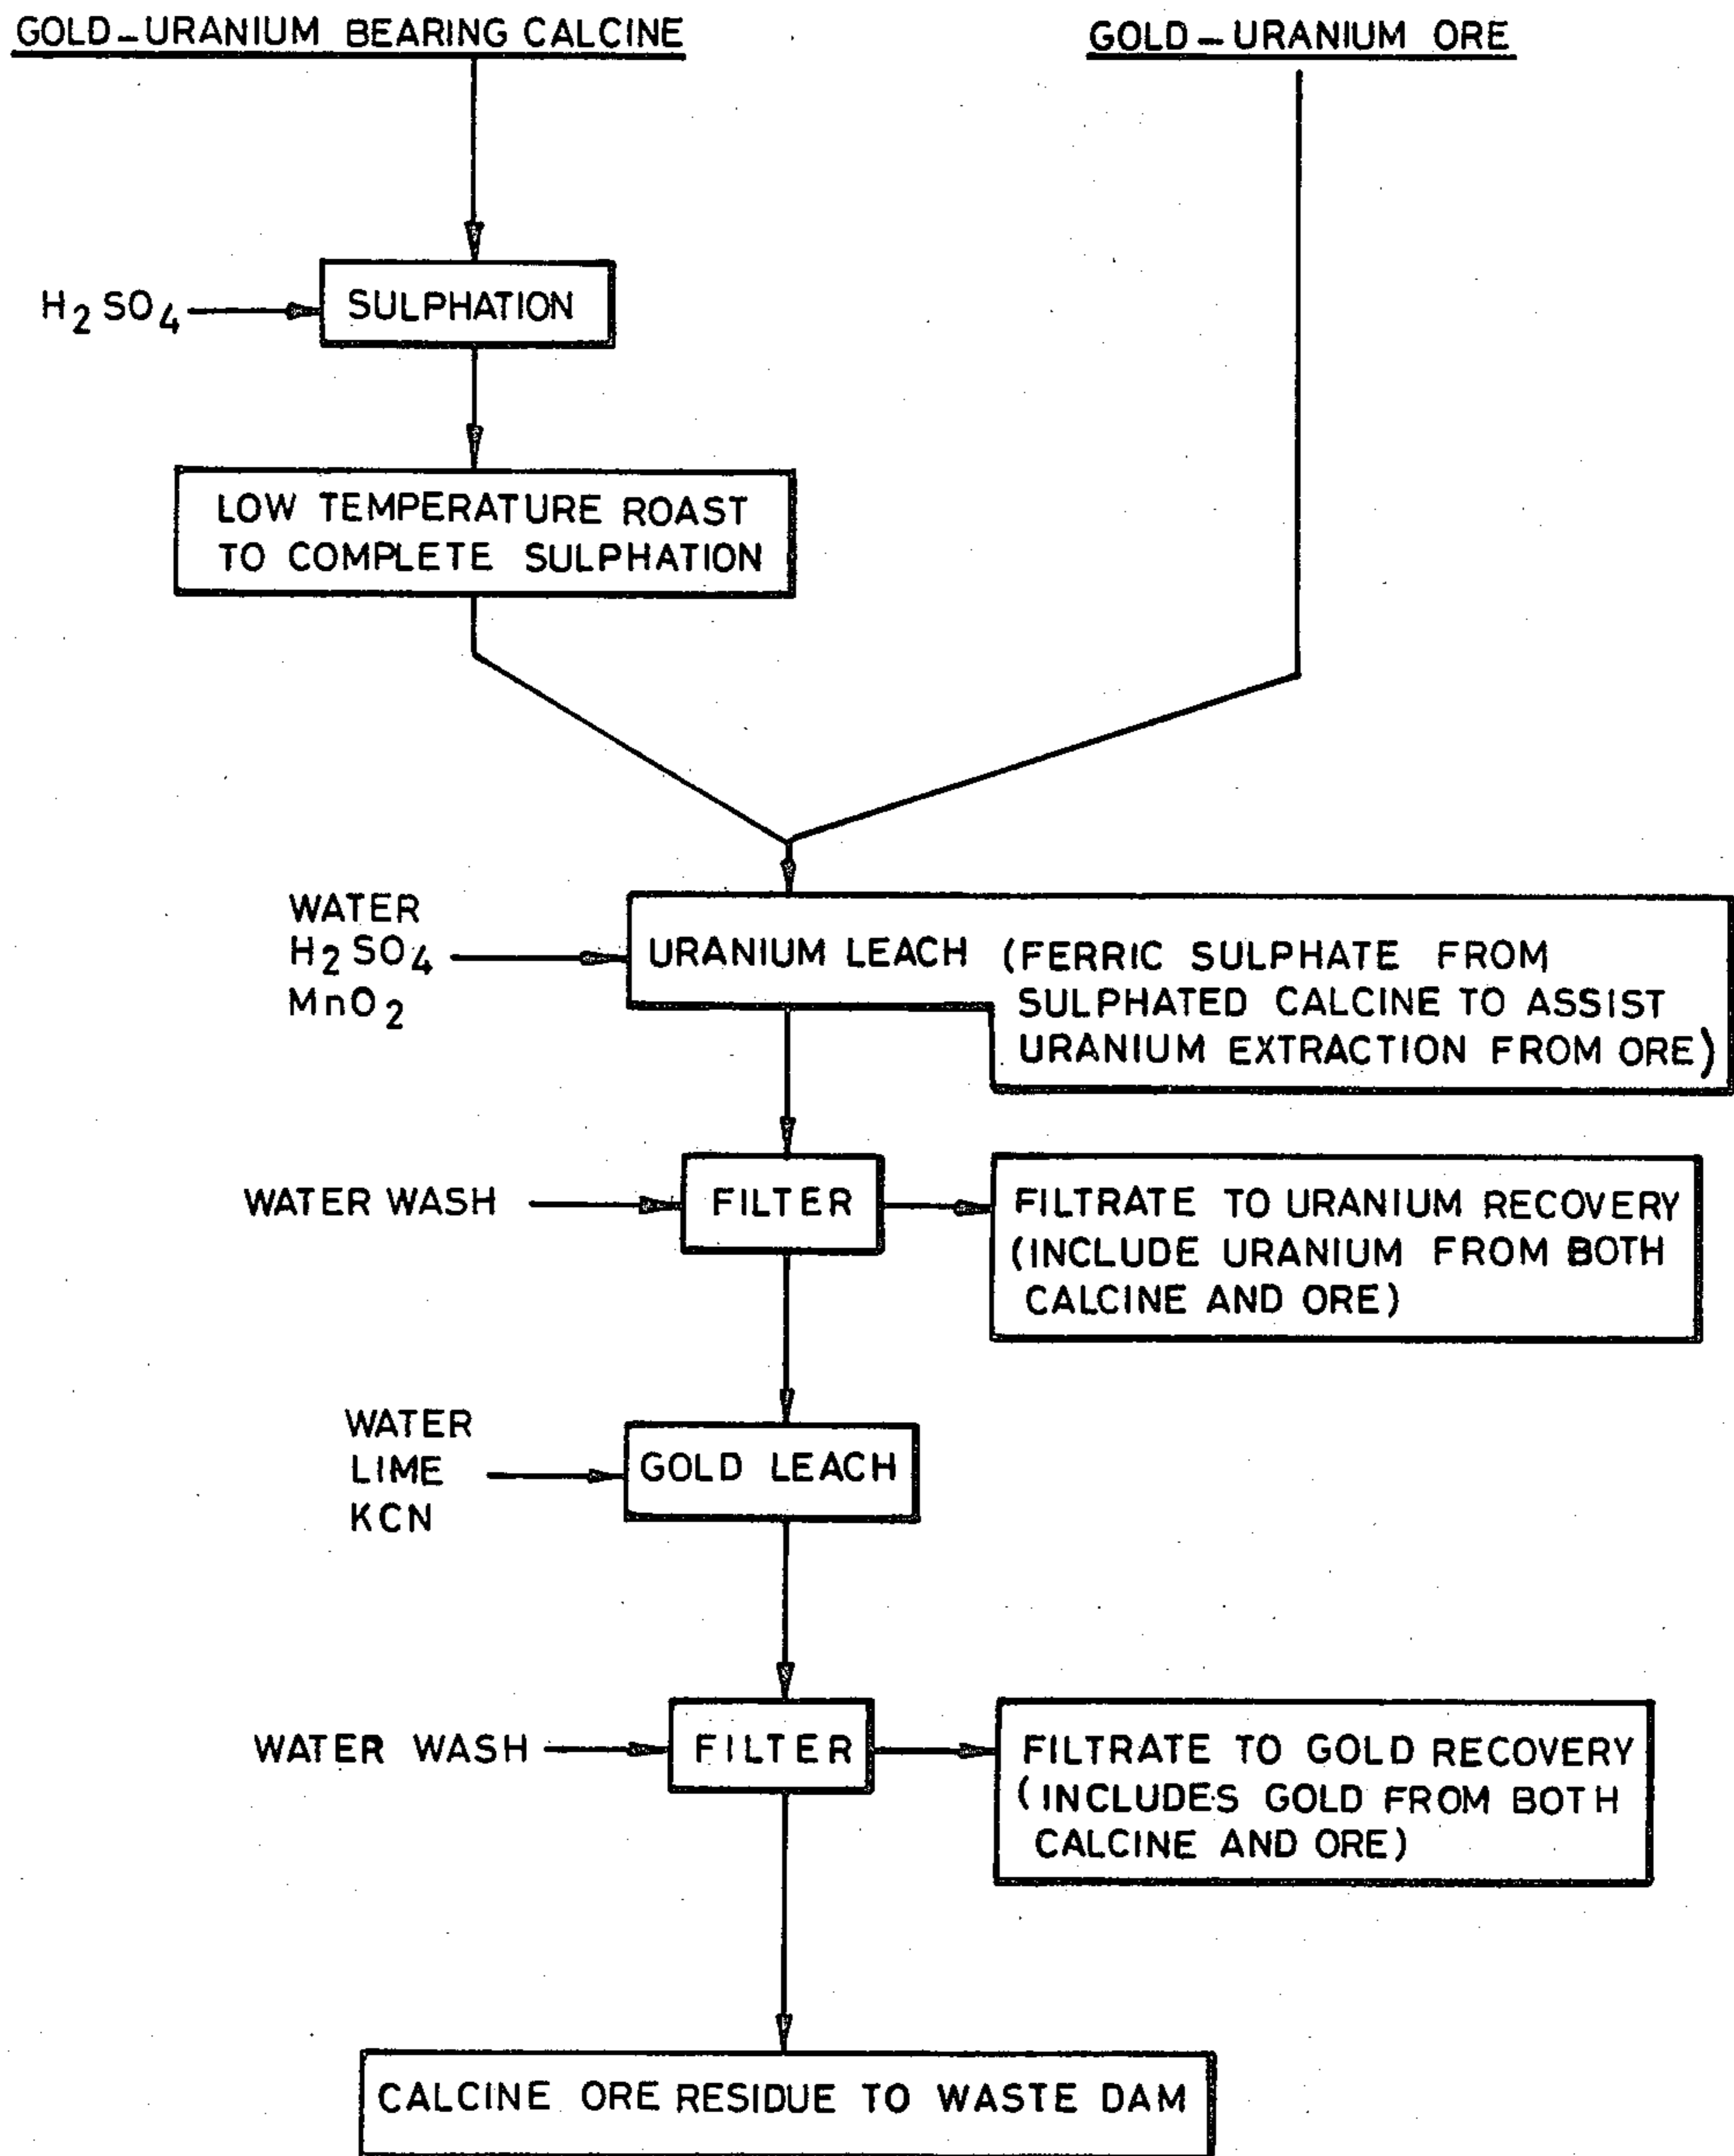 GOLD-URANIUM BEARING CALCINE
GOLD-URANIUM ORE
H2SO4
SULPHATION
LOW TEMPERATURE ROAST
TO COMPLETE SULPHATION
WATER
H2SO4
MnO2
URANIUM LEACH (FERRIC SULPHATE FROM
SULPHATED CALCINE TO ASSIST
URANIUM EXTRACTION FROM ORE)
WATER WASH
FILTER
FILTRATE TO URANIUM RECOVERY
(INCLUDE URANIUM FROM BOTH
CALCINE AND ORE)
WATER
LIME
KCN
GOLD LEACH
WATER WASH
FILTER
FILTRATE TO GOLD RECOVERY
(INCLUDES GOLD FROM BOTH
CALCINE AND ORE)
CALCINE ORE RESIDUE TO WASTE DAM